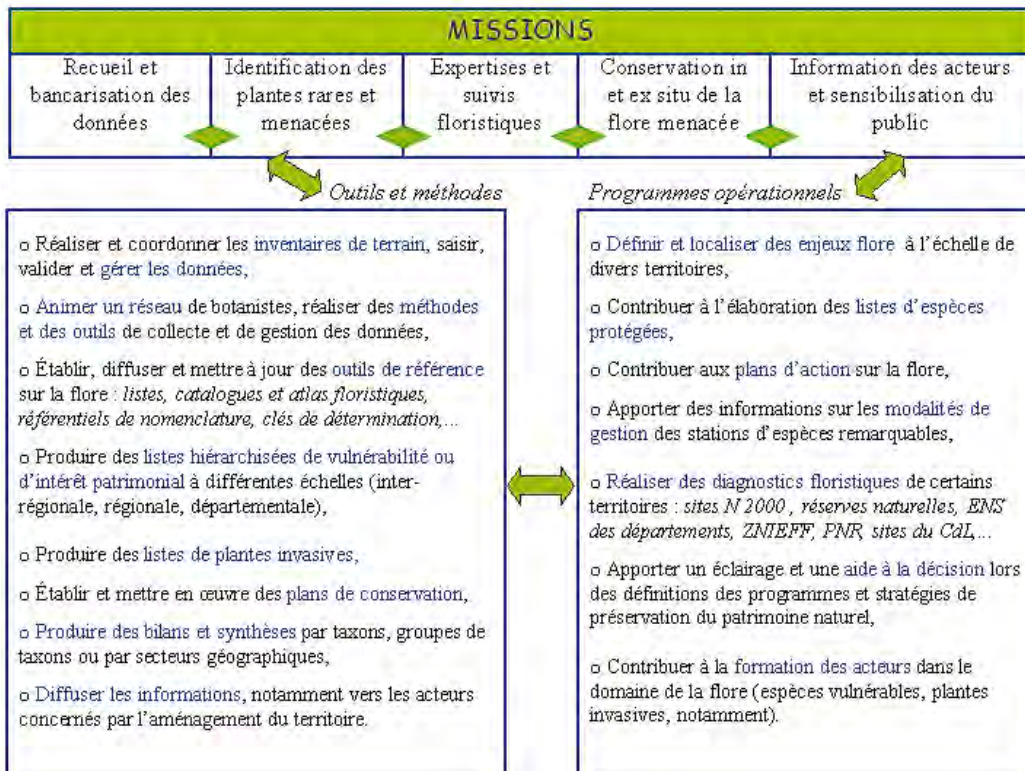 MISSIONS
Recueil et
bancarisation des
données
Identification des
plantes rares et
menacées
Expertises et
suivis
floristiques
Conservation in
et ex situ de la
flore menacée
Information des acteurs
et sensibilisation du
public
Outils et méthodes
o Réaliser et coordonner les inventaires de terrain, saisir,
valider et gérer les données,
o Animer un réseau de botanistes, réaliser des méthodes
et des outils de collecte et de gestion des données,
o Établir, diffuser et mettre à jour des outils de référence
sur la flore : listes, catalogues et atlas floristiques,
référentiels de nomenclature, clés de détermination,...
o Produire des listes hiérarchisées de vulnérabilité ou
d'intérêt patrimonial à différentes échelles (inter-
régionale, régionale, départementale),
o Produire des listes de plantes invasives,
o Établir et mettre en œuvre des plans de conservation,
o Produire des bilans et synthèses par taxons, groupes de
taxons ou par secteurs géographiques,
o Diffuser les informations, notamment vers les acteurs
concernés par l'aménagement du territoire.
Programmes opérationnels
o Définir et localiser des enjeux flore à l'échelle de
divers territoires,
o Contribuer à l'élaboration des listes d'espèces
protégées,
o Contribuer aux plans d'action sur la flore,
o Apporter des informations sur les modalités de
gestion des stations d'espèces remarquables,
o Réaliser des diagnostics floristiques de certains
territoires : sites N 2000, réserves naturelles, ENS
des départements, ZNIEFF, PNR, sites du CdL,...
o Apporter un éclairage et une aide à la décision lors
des définitions des programmes et stratégies de
préservation du patrimoine naturel,
o Contribuer à la formation des acteurs dans le
domaine de la flore (espèces vulnérables, plantes
invasives, notamment).